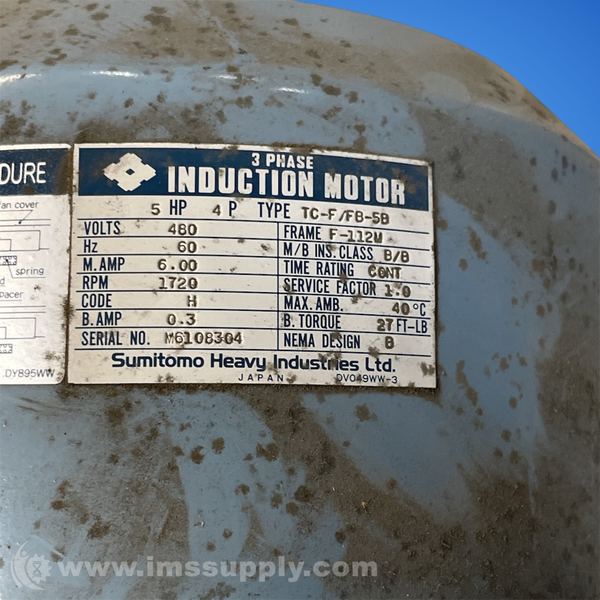 DURE
fan cover
spring
d
pacer
DY895WW
3 PHASE
INDUCTION MOTOR
5 HP 4 P TYPE TC-F/FB-5B
VOLTS 480 FRAME F-112M
Hz 60 M/B INS.CLASS B/B
M.AMP 6.00 TIME RATING CONT
RPM 1720 SERVICE FACTOR 1.0
CODE H MAX. AMB. 40°C
B.AMP 0.3 B. TORQUE 27 FT-LB
SERIAL NO. M6108304 NEMA DESIGN B
Sumitomo Heavy Industries Ltd.
JAPAN DV049WW-3
www.imssupply.com